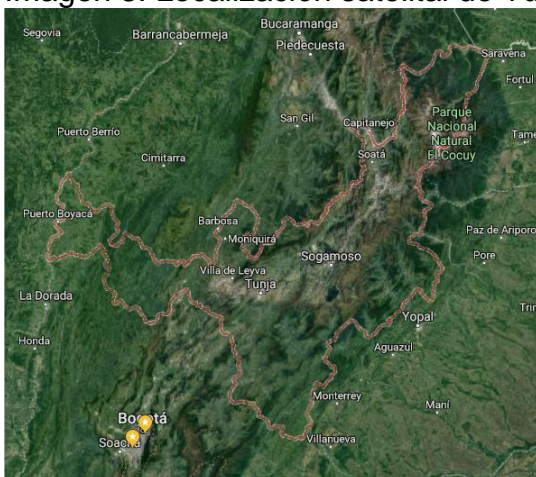 Imagen 3. Localización satelital de Tu
Bucaramanga
Segovia
Barrancabermeja
Piedecuesta
Saravena
Fortul
San Gil
Capitanejo
Parque
Nacional
Natural
El Cocuy
Puerto Berrío
Tame
Cimitarra
Soatá
Puerto Boyacá
Barbosa
Moniquirá
Paz de Ariporo
Sogamoso
Pore
Villa de Leyva
Tunja
La Dorada
Yopal
Trin
Honda
Aguazul
Monterrey
Maní
Bogotá
Soacha
Villanueva